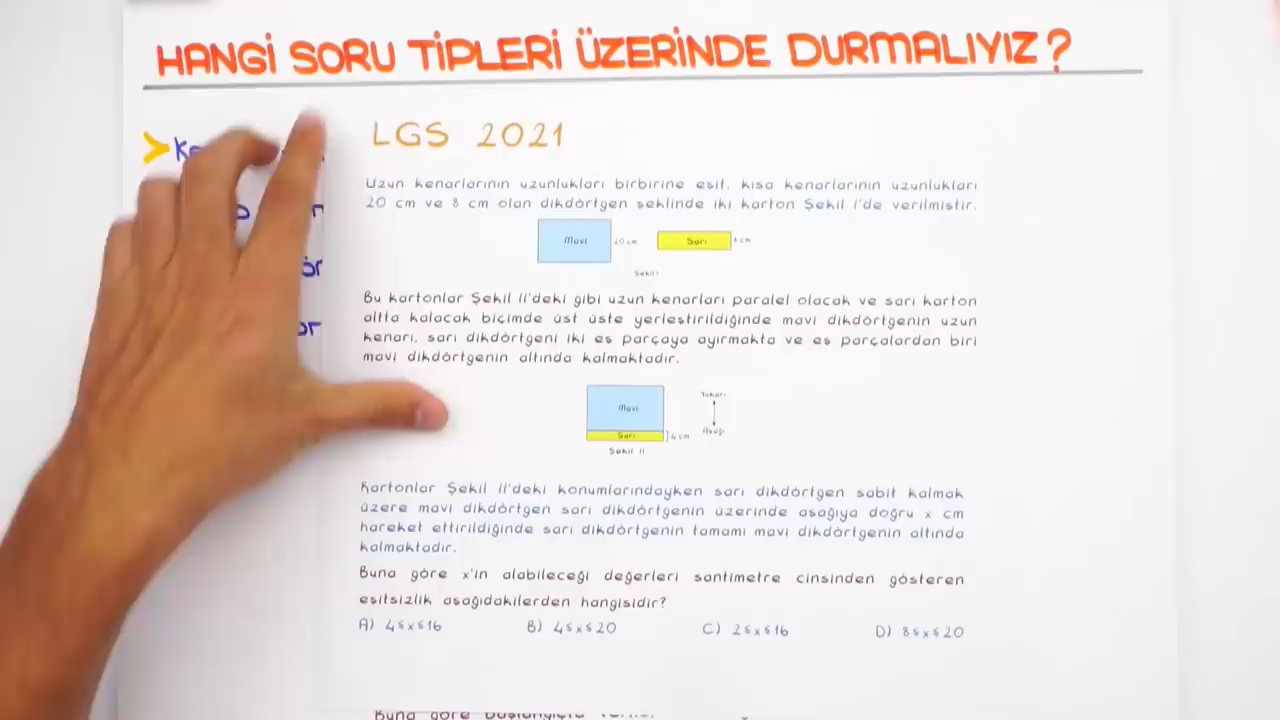 HANGİ SORU TİPLERİ ÜZERİNDE DURMALIYIZ?
LGS 2021
Uzun kenarlarının uzunlukları birbirine eşit, kısa kenarlarının uzunlukları
20 cm ve 8 cm olan dikdörtgen şeklinde iki karton Şekil I'de verilmiştir.
Mavi 20 cm Sarı 8 cm
Şekil I
Bu kartonlar Şekil II'deki gibi uzun kenarları paralel olacak ve sarı karton
altta kalacak biçimde üst üste yerleştirildiğinde mavi dikdörtgenin uzun
kenarı, sarı dikdörtgeni iki eş parçaya ayırmakta ve eş parçalardan biri
mavi dikdörtgenin altında kalmaktadır.
Mavi
Yukarı
Aşağı
Sarı 4 cm
Şekil II
Kartonlar Şekil II'deki konumlarındayken sarı dikdörtgen sabit kalmak
üzere mavi dikdörtgen sarı dikdörtgenin üzerinde aşağıya doğru x cm
hareket ettirildiğinde sarı dikdörtgenin tamamı mavi dikdörtgenin altında
kalmaktadır.
Buna göre x'in alabileceği değerleri santimetre cinsinden gösteren
eşitsizlik aşağıdakilerden hangisidir?
A) 4≤x≤16 B) 4≤x≤20 C) 2≤x≤16 D) 8≤x≤20
Buna göre